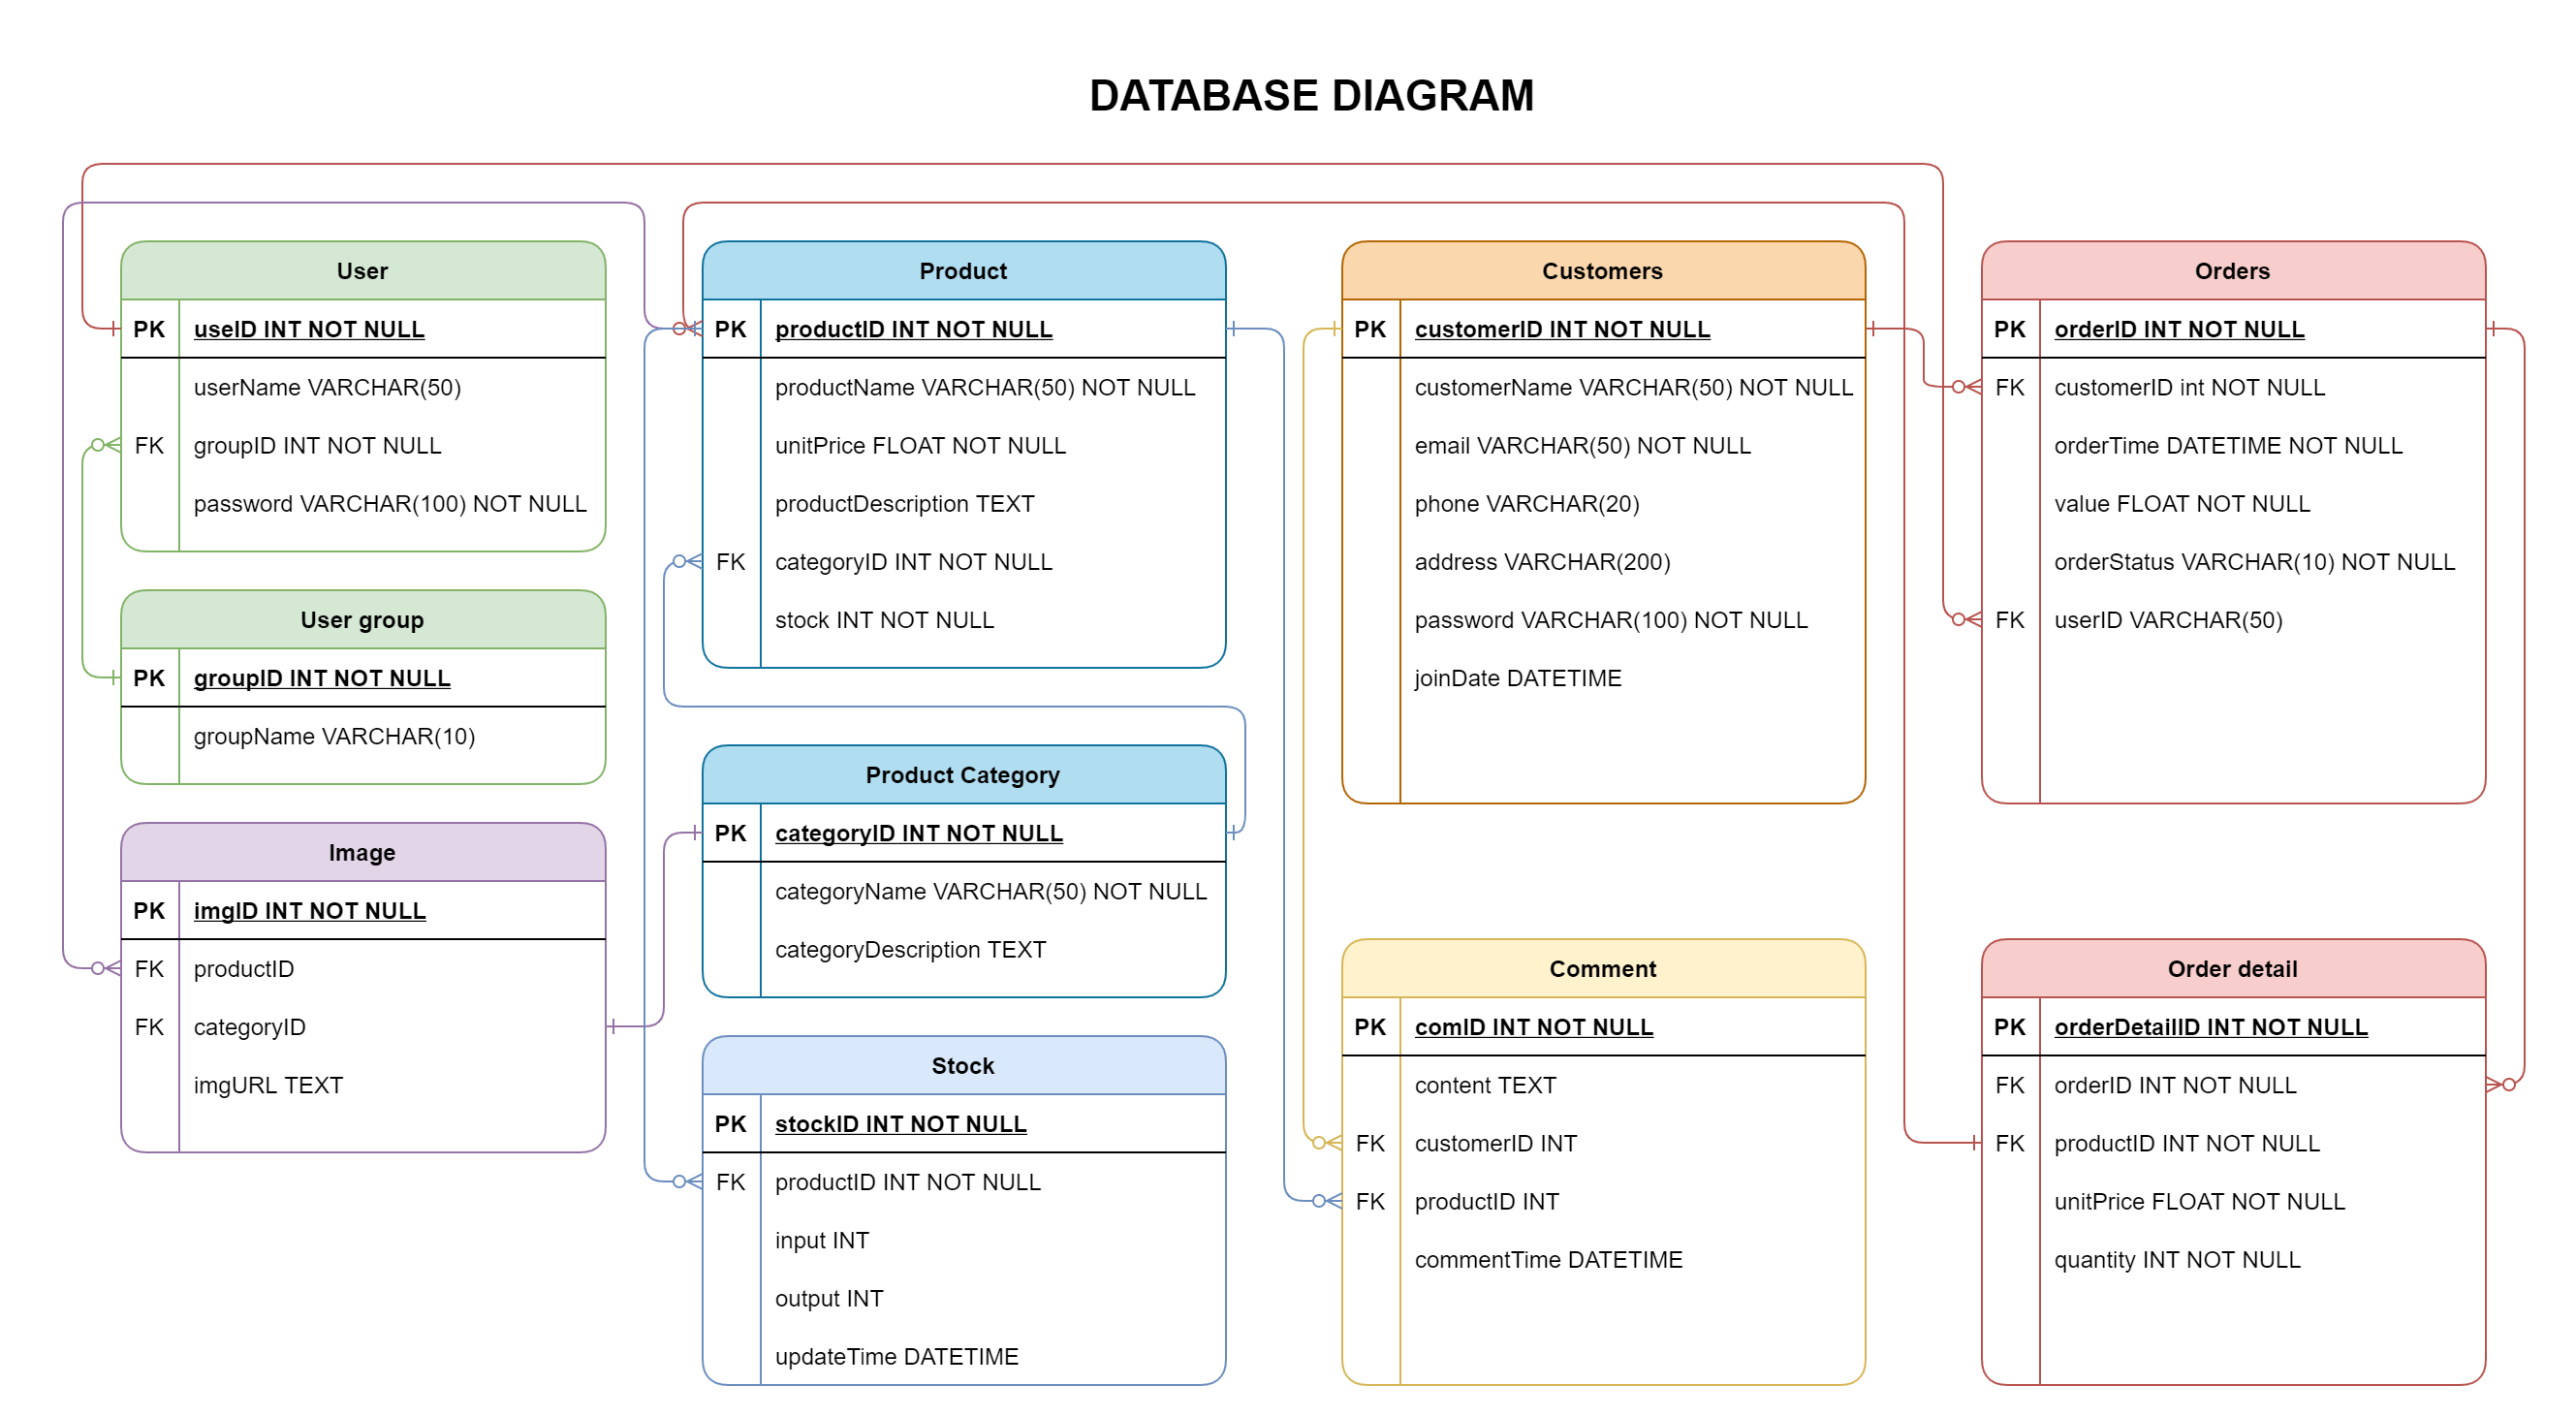 DATABASE DIAGRAM
User
PK useID INT NOT NULL
userName VARCHAR(50)
FK groupID INT NOT NULL
password VARCHAR(100) NOT NULL
User group
PK groupID INT NOT NULL
groupName VARCHAR(10)
Image
PK imgID INT NOT NULL
FK productID
FK categoryID
imgURL TEXT
Product
PK productID INT NOT NULL
productName VARCHAR(50) NOT NULL
unitPrice FLOAT NOT NULL
productDescription TEXT
FK categoryID INT NOT NULL
stock INT NOT NULL
Product Category
PK categoryID INT NOT NULL
categoryName VARCHAR(50) NOT NULL
categoryDescription TEXT
Stock
PK stockID INT NOT NULL
FK productID INT NOT NULL
input INT
output INT
updateTime DATETIME
Customers
PK customerID INT NOT NULL
customerName VARCHAR(50) NOT NULL
email VARCHAR(50) NOT NULL
phone VARCHAR(20)
address VARCHAR(200)
password VARCHAR(100) NOT NULL
joinDate DATETIME
Comment
PK comID INT NOT NULL
content TEXT
FK customerID INT
FK productID INT
commentTime DATETIME
Orders
PK orderID INT NOT NULL
FK customerID int NOT NULL
orderTime DATETIME NOT NULL
value FLOAT NOT NULL
orderStatus VARCHAR(10) NOT NULL
FK userID VARCHAR(50)
Order detail
PK orderDetailID INT NOT NULL
FK orderID INT NOT NULL
FK productID INT NOT NULL
unitPrice FLOAT NOT NULL
quantity INT NOT NULL